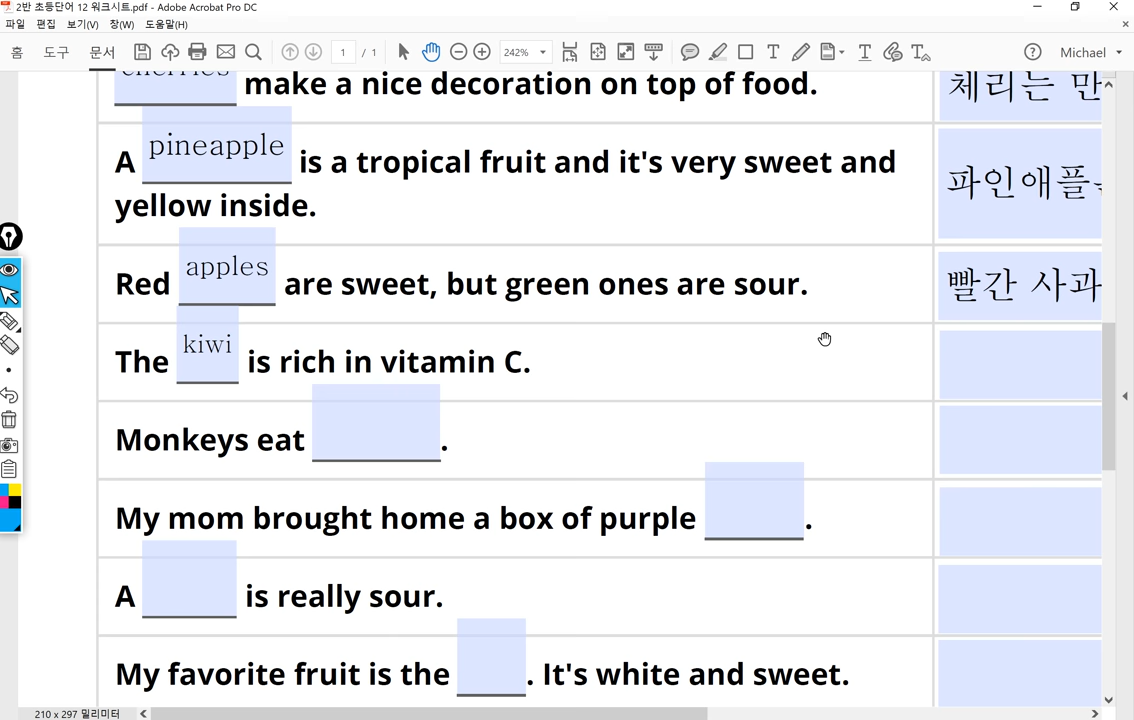 2반 초등단어 12 워크시트.pdf - Adobe Acrobat Pro DC
파일 편집 보기(V) 창(W) 도움말(H)
홈 도구 문서 1 / 1 242% Michael
cherries make a nice decoration on top of food. 체리는 만
A pineapple is a tropical fruit and it's very sweet and
yellow inside.
파인애플
Red apples are sweet, but green ones are sour. 빨간 사과
The kiwi is rich in vitamin C.
Monkeys eat .
My mom brought home a box of purple .
A is really sour.
My favorite fruit is the . It's white and sweet.
210 x 297 밀리미터